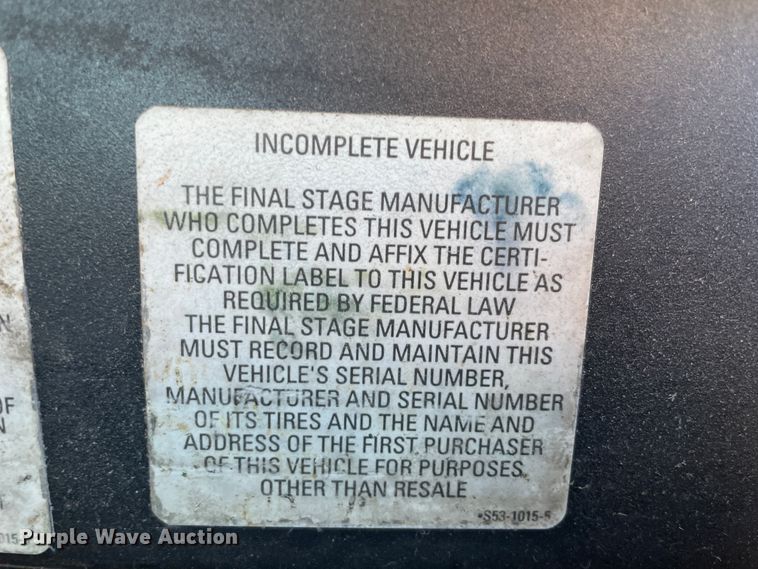 INCOMPLETE VEHICLE
THE FINAL STAGE MANUFACTURER
WHO COMPLETES THIS VEHICLE MUST
COMPLETE AND AFFIX THE CERTI-
FICATION LABEL TO THIS VEHICLE AS
REQUIRED BY FEDERAL LAW
THE FINAL STAGE MANUFACTURER
MUST RECORD AND MAINTAIN THIS
VEHICLE'S SERIAL NUMBER,
MANUFACTURER AND SERIAL NUMBER
OF ITS TIRES AND THE NAME AND
ADDRESS OF THE FIRST PURCHASER
OF THIS VEHICLE FOR PURPOSES
OTHER THAN RESALE
S53-1015-5
Purple Wave Auction